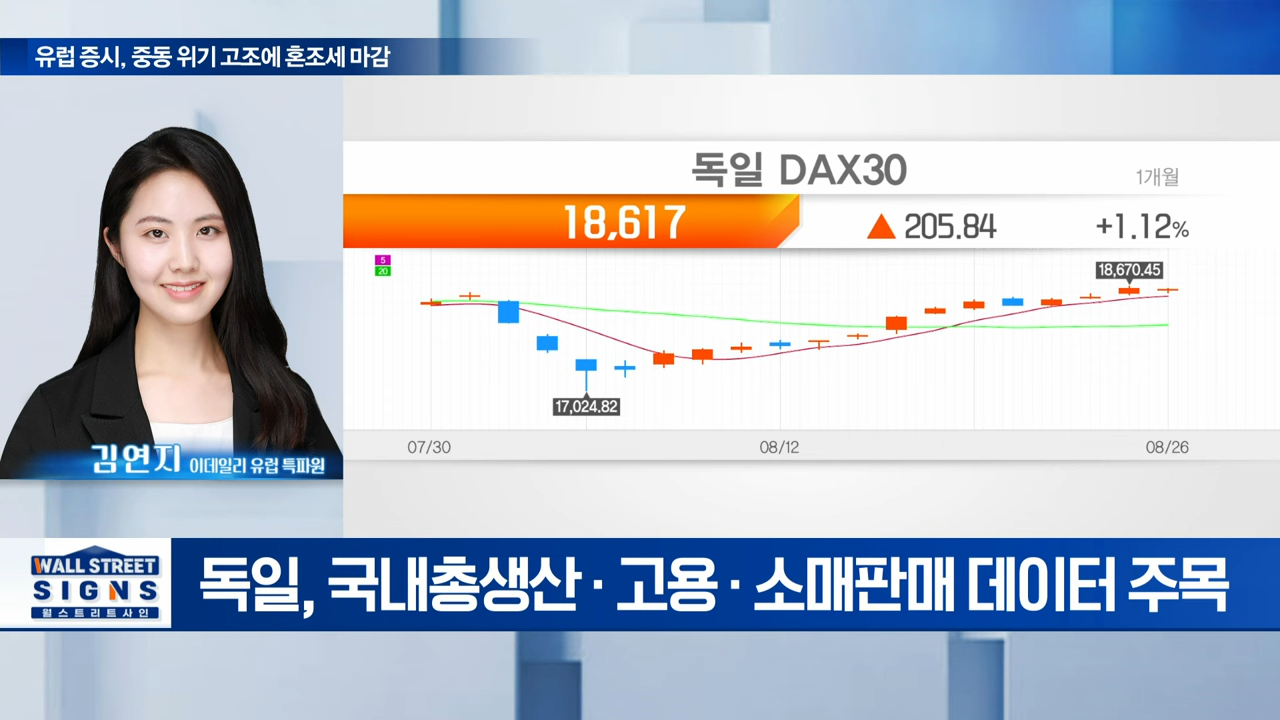 유럽 증시, 중동 위기 고조에 혼조세 마감
독일 DAX30
1개월
18,617
▲ 205.84
+1.12%
5
20
18,670.45
17,024.82
07/30
08/12
08/26
김연지 이데일리 유럽 특파원
WALL STREET
SIGNS
월스트리트사인
독일, 국내총생산·고용·소매판매 데이터 주목